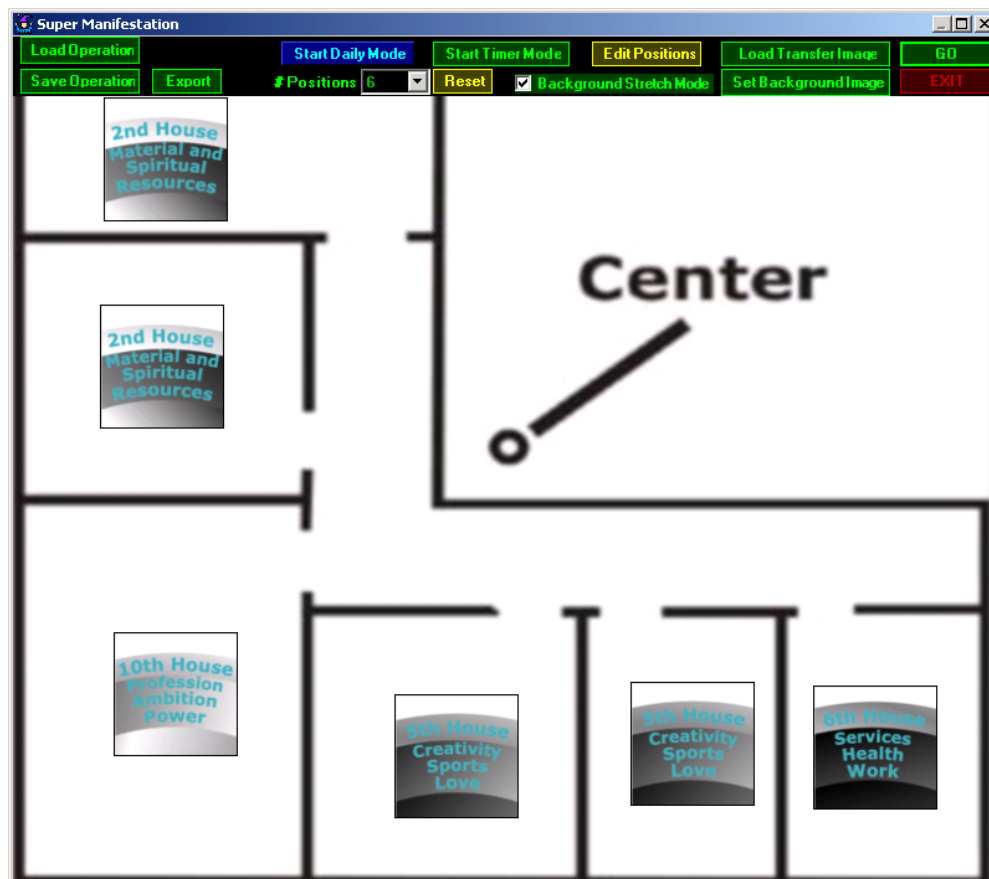 Super Manifestation
Load Operation
Start Daily Mode
Start Timer Mode
Edit Positions
Load Transfer Image
GO
Save Operation
Export
# Positions
6
Reset
Background Stretch Mode
Set Background Image
EXIT
2nd House
Material and
Spiritual
Resources
Center
2nd House
Material and
Spiritual
Resources
10th House
Profession
Ambition
Power
5th House
Creativity
Sports
Love
5th House
Creativity
Sports
Love
6th House
Services
Health
Work